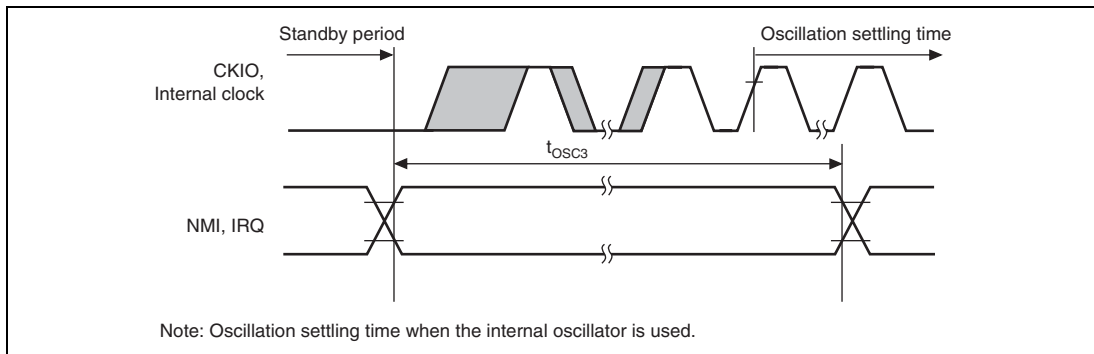 Standby period
Oscillation settling time
CKIO,
Internal clock
tOSC3
NMI, IRQ
Note: Oscillation settling time when the internal oscillator is used.